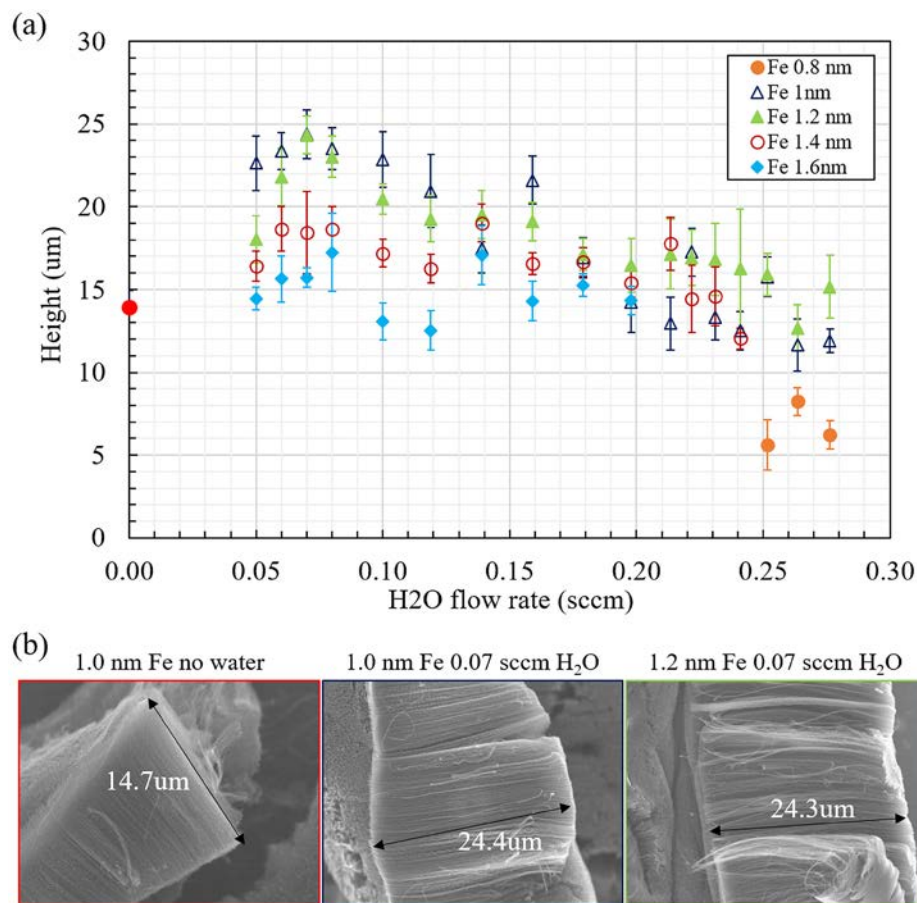 (a)
30
25
20
15
10
5
0
Height (um)
Fe 0.8 nm
Fe 1nm
Fe 1.2 nm
Fe 1.4 nm
Fe 1.6nm
0.00 0.05 0.10 0.15 0.20 0.25 0.30
H2O flow rate (sccm)
(b)
1.0 nm Fe no water
1.0 nm Fe 0.07 sccm H₂O
1.2 nm Fe 0.07 sccm H₂O
14.7um
24.4um
24.3um